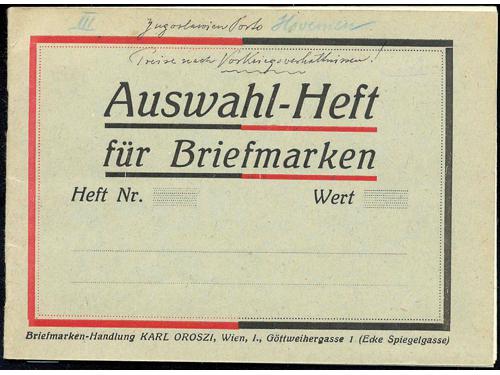 III Jugoslawien Porto
Preise nach Vorkriegsverhältnissen!
Auswahl-Heft
für Briefmarken
Heft Nr. Wert
Briefmarken-Handlung KARL OROSZI, Wien, I., Göttweihergasse 1 (Ecke Spiegelgasse)